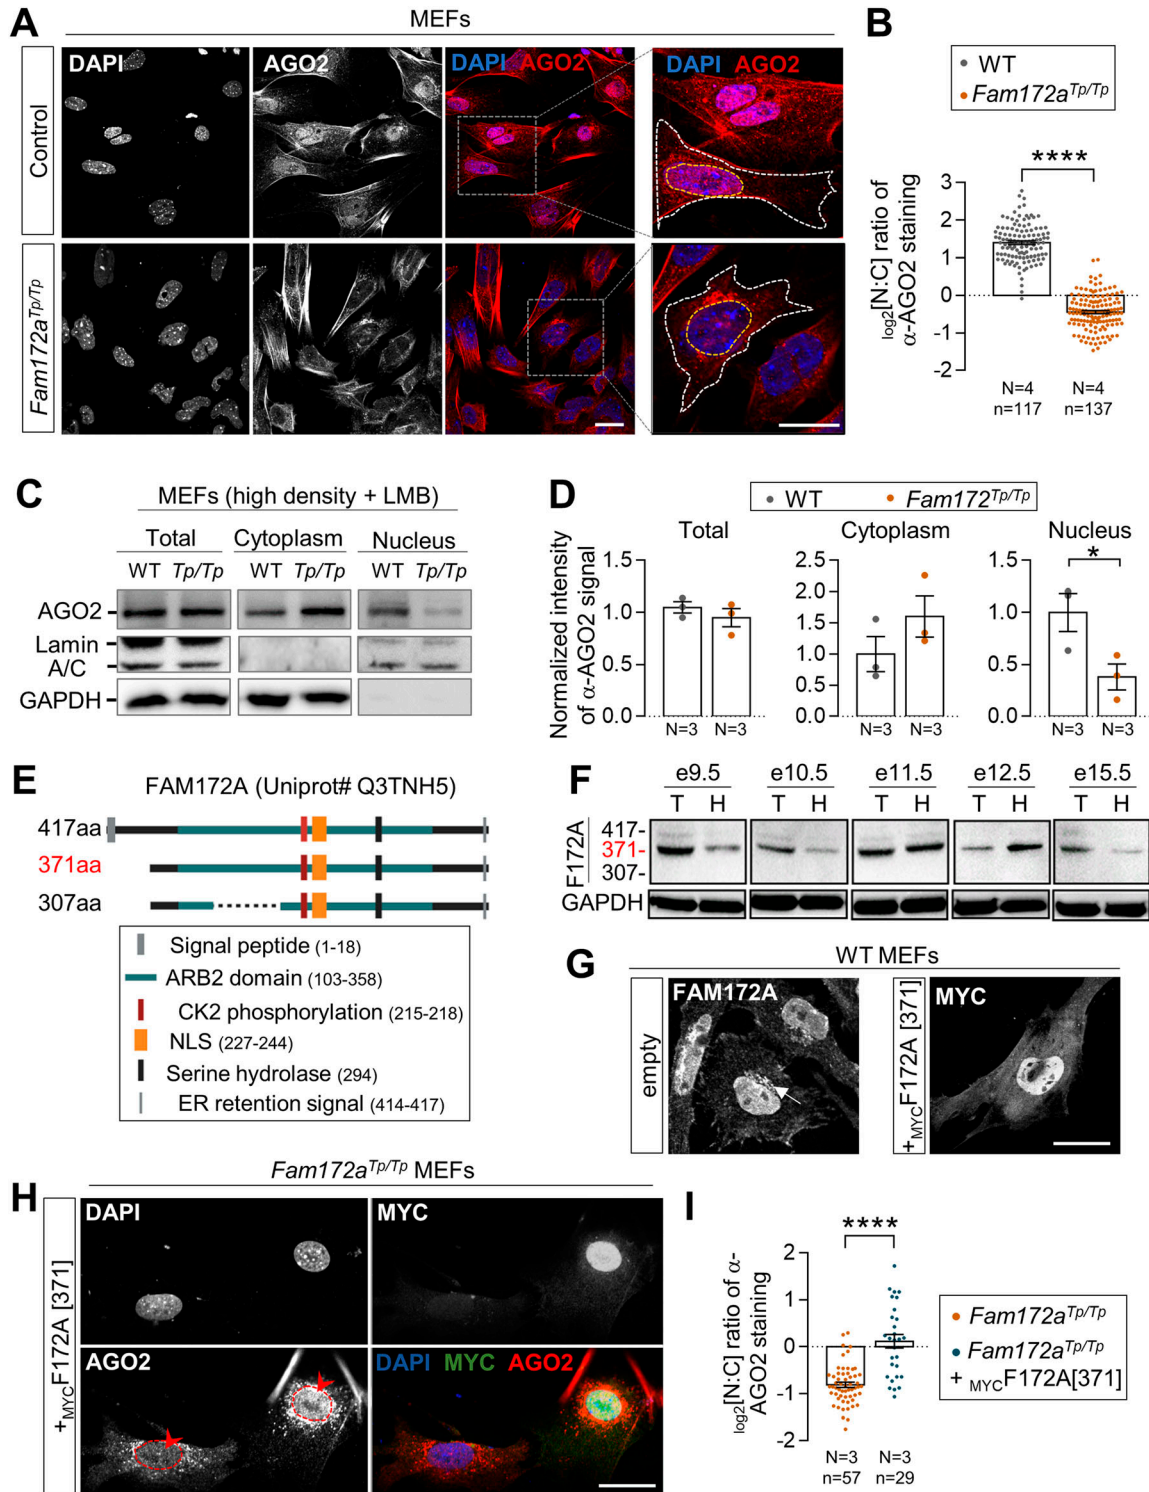 A
MEFs
Control
DAPI
AGO2
DAPI AGO2
DAPI AGO2
Fam172aTp/Tp
B
WT
Fam172aTp/Tp
****
log2[N:C] ratio of
α-AGO2 staining
3
2
1
0
-1
-2
N=4 N=4
n=117 n=137
C
MEFs (high density + LMB)
Total Cytoplasm Nucleus
WT Tp/Tp WT Tp/Tp WT Tp/Tp
AGO2
Lamin
A/C
GAPDH
D
WT Fam172Tp/Tp
Normalized intensity
of α-AGO2 signal
Total
1.5
1.0
0.5
0.0
N=3 N=3
Cytoplasm
2.5
2.0
1.5
1.0
0.5
0.0
N=3 N=3
Nucleus
*
1.5
1.0
0.5
0.0
N=3 N=3
E
FAM172A (Uniprot# Q3TNH5)
417aa
371aa
307aa
Signal peptide (1-18)
ARB2 domain (103-358)
CK2 phosphorylation (215-218)
NLS (227-244)
Serine hydrolase (294)
ER retention signal (414-417)
F
e9.5 e10.5 e11.5 e12.5 e15.5
T H T H T H T H T H
F172A
417-
371-
307-
GAPDH
G
WT MEFs
empty
FAM172A
+MYCF172A [371]
MYC
H
Fam172aTp/Tp MEFs
+MYCF172A [371]
DAPI
MYC
AGO2
DAPI MYC AGO2
I
****
log2[N:C] ratio of α-
AGO2 staining
2
1
0
-1
-2
N=3 N=3
n=57 n=29
Fam172aTp/Tp
Fam172aTp/Tp
+ MYCF172A[371]